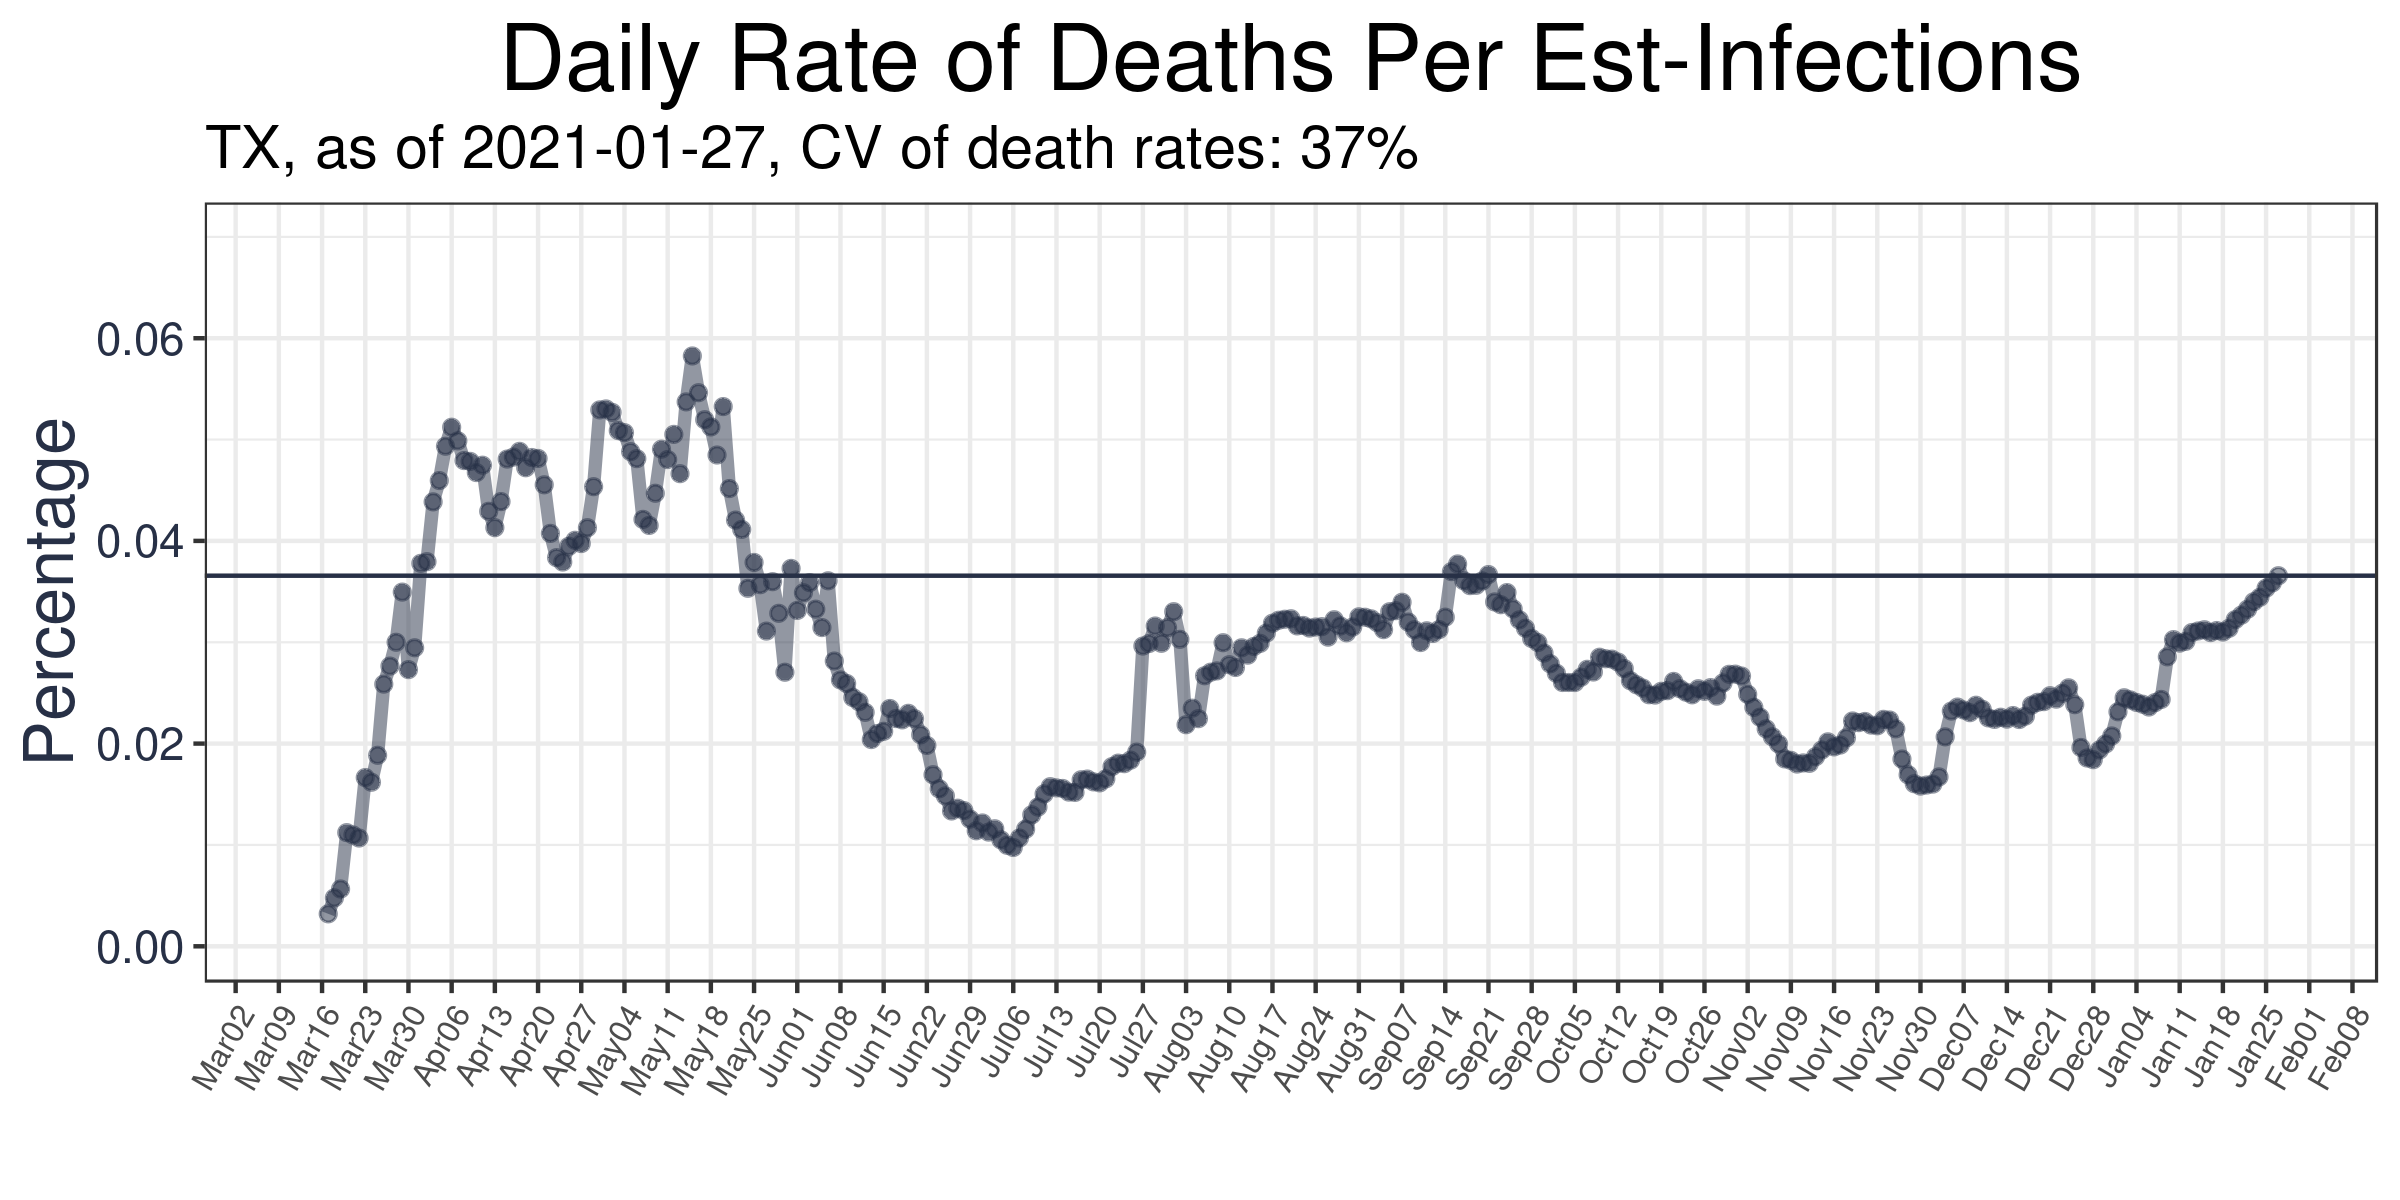 Daily Rate of Deaths Per Est-Infections
TX, as of 2021-01-27, CV of death rates: 37%
Percentage
0.06
0.04
0.02
0.00
Mar02
Mar09
Mar16
Mar23
Mar30
Apr06
Apr13
Apr20
Apr27
May04
May11
May18
May25
Jun01
Jun08
Jun15
Jun22
Jun29
Jul06
Jul13
Jul20
Jul27
Aug03
Aug10
Aug17
Aug24
Aug31
Sep07
Sep14
Sep21
Sep28
Oct05
Oct12
Oct19
Oct26
Nov02
Nov09
Nov16
Nov23
Nov30
Dec07
Dec14
Dec21
Dec28
Jan04
Jan11
Jan18
Jan25
Feb01
Feb08